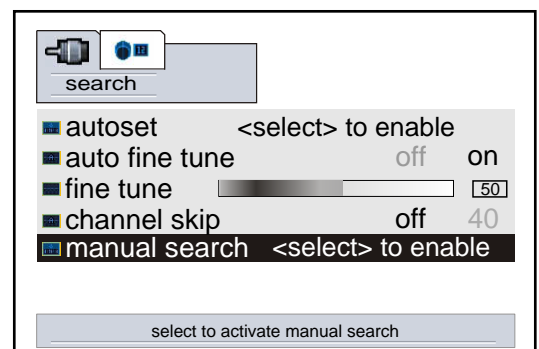 search
autoset <select> to enable
auto fine tune off on
fine tune 50
channel skip off 40
manual search <select> to enable
select to activate manual search